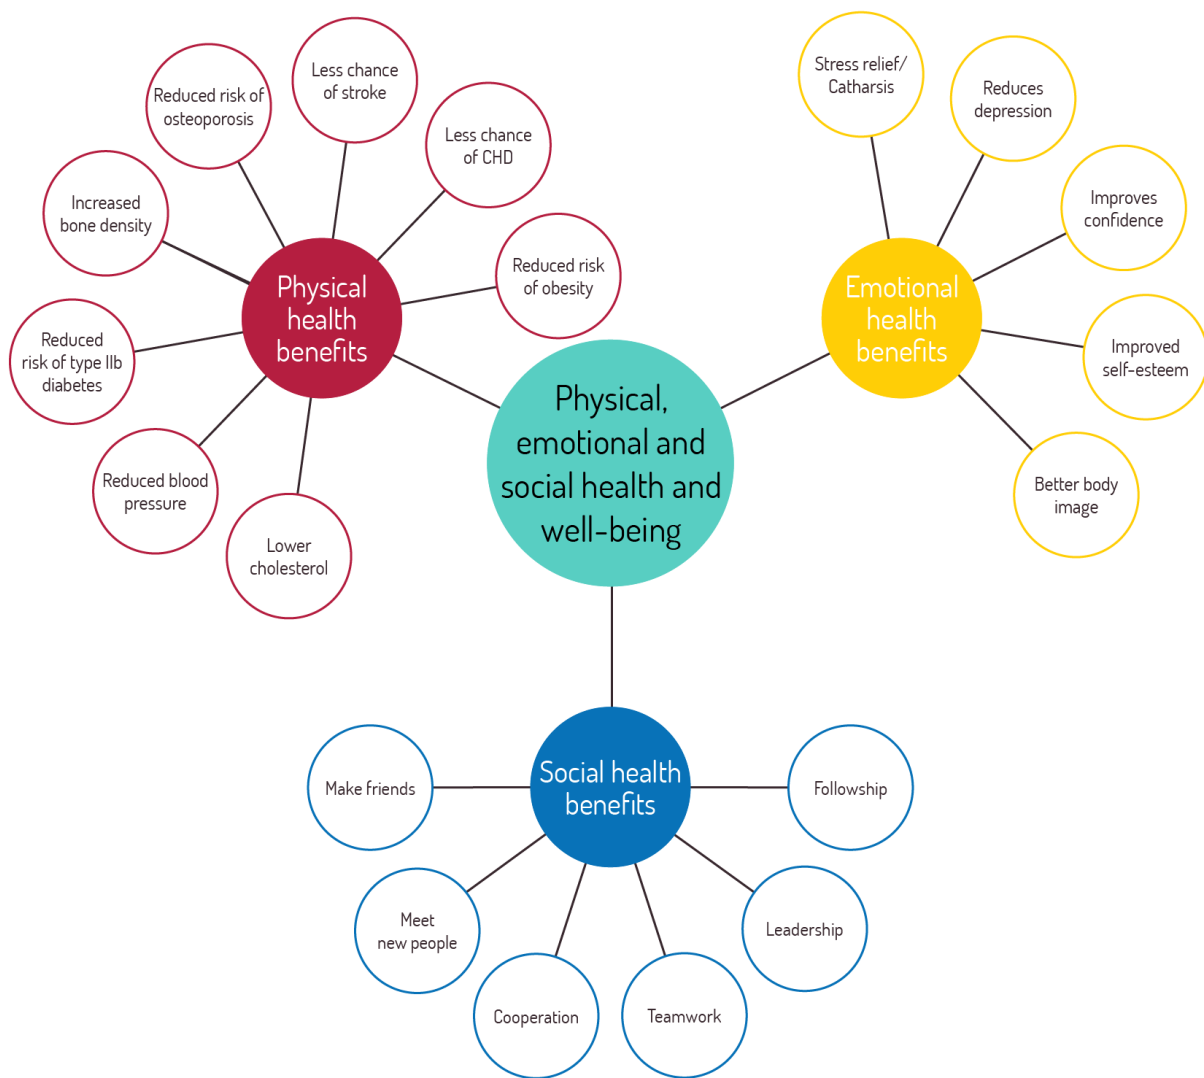 Less chance
of stroke
Reduced risk of
osteoporosis
Less chance
of CHD
Increased
bone density
Reduced risk
of obesity
Physical
health
benefits
Reduced
risk of type IIb
diabetes
Reduced blood
pressure
Lower
cholesterol
Stress relief/
Catharsis
Reduces
depression
Improves
confidence
Emotional
health
benefits
Improved
self-esteem
Better body
image
Physical,
emotional and
social health and
well-being
Social health
benefits
Make friends
Followship
Meet
new people
Leadership
Cooperation
Teamwork